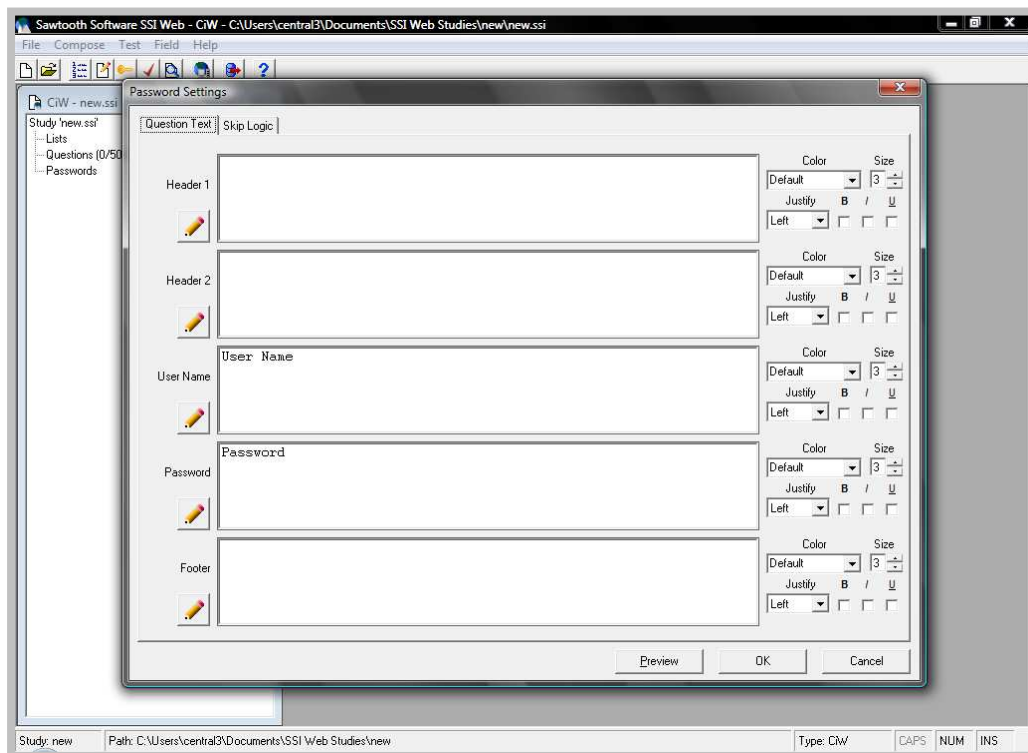 Sawtooth Software SSI Web - CiW - C:\Users\central3\Documents\SSI Web Studies\new\new.ssi
File Compose Test Field Help
CiW - new.ssi
Password Settings
Study 'new.ssi'
Lists
Questions (0/50
Passwords
Question Text Skip Logic
Header 1
Color Size
Default 3
Justify B I U
Left
Header 2
Color Size
Default 3
Justify B I U
Left
User Name
User Name
Color Size
Default 3
Justify B I U
Left
Password
Password
Color Size
Default 3
Justify B I U
Left
Footer
Color Size
Default 3
Justify B I U
Left
Preview OK Cancel
Study: new Path: C:\Users\central3\Documents\SSI Web Studies\new Type: CiW CAPS NUM INS